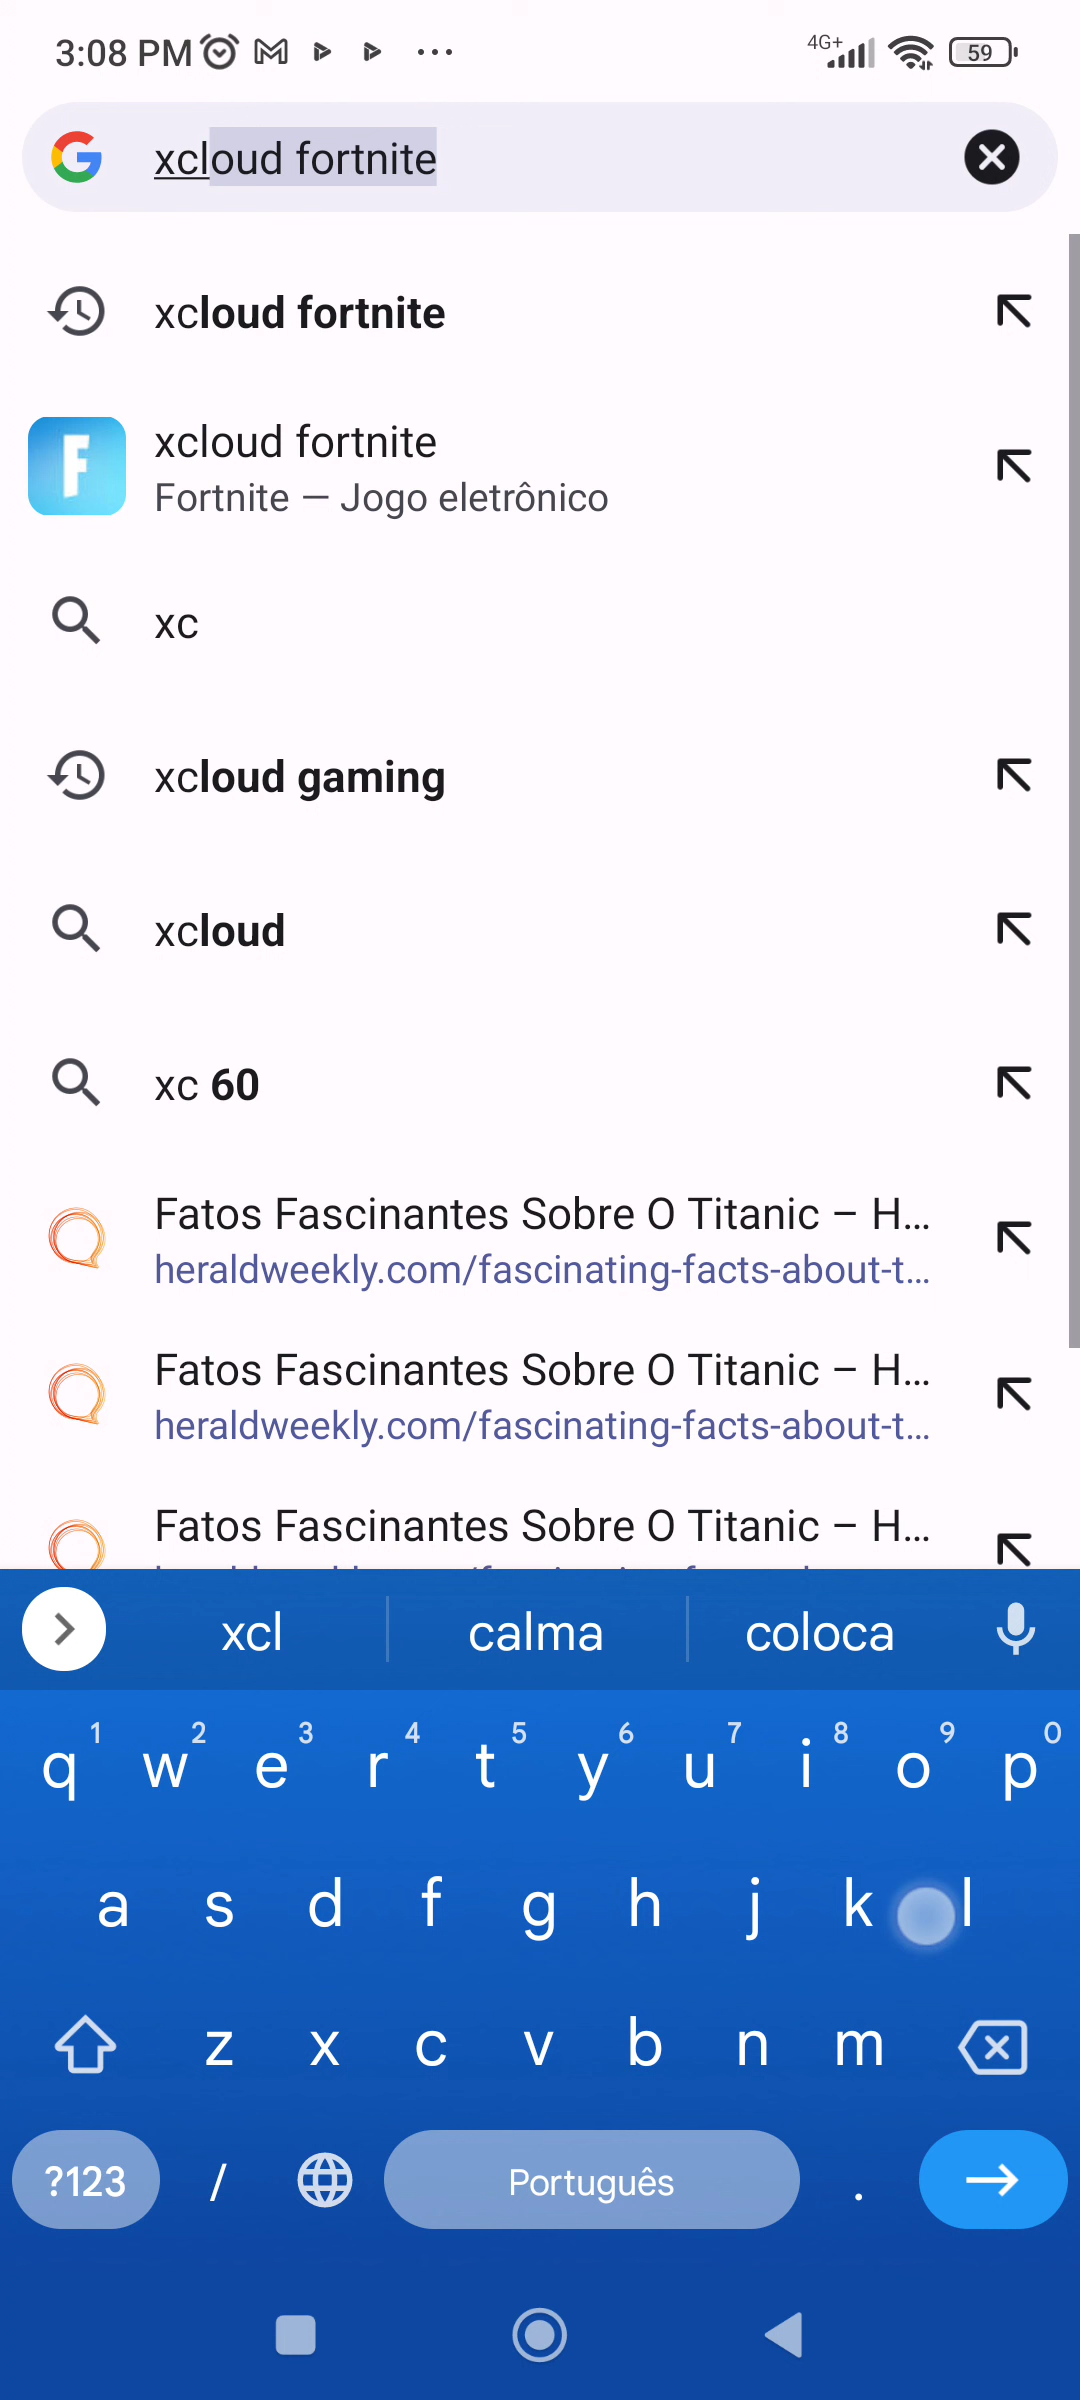 3:08 PM
4G+
59
xcloud fortnite
xcloud fortnite
xcloud fortnite
Fortnite — Jogo eletrônico
xc
xcloud gaming
xcloud
xc 60
Fatos Fascinantes Sobre O Titanic – H...
heraldweekly.com/fascinating-facts-about-t...
Fatos Fascinantes Sobre O Titanic – H...
heraldweekly.com/fascinating-facts-about-t...
Fatos Fascinantes Sobre O Titanic – H...
xcl calma coloca
1 2 3 4 5 6 7 8 9 0
q w e r t y u i o p
a s d f g h j k l
z x c v b n m
?123 / Português .